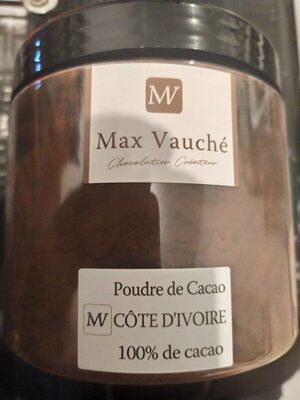 MV
Max Vauché
Chocolatier Créateur
Poudre de Cacao
MV CÔTE D'IVOIRE
100% de cacao